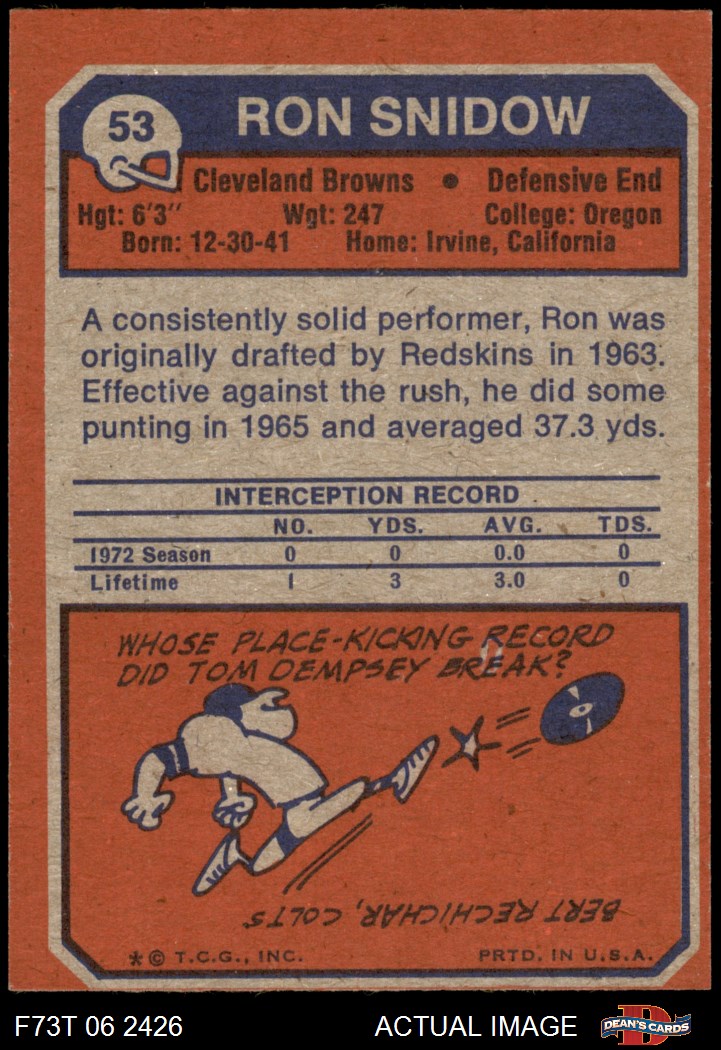 53
RON SNIDOW
Cleveland Browns • Defensive End
Hgt: 6'3" Wgt: 247 College: Oregon
Born: 12-30-41 Home: Irvine, California
A consistently solid performer, Ron was
originally drafted by Redskins in 1963.
Effective against the rush, he did some
punting in 1965 and averaged 37.3 yds.
INTERCEPTION RECORD
NO. YDS. AVG. TDS.
1972 Season 0 0 0.0 0
Lifetime 1 3 3.0 0
WHOSE PLACE-KICKING RECORD
DID TOM DEMPSEY BREAK?
BERT RECHICHAR, COLTS
*© T.C.G., INC. PRTD. IN U.S.A.
F73T 06 2426 ACTUAL IMAGE D DEAN'S CARDS